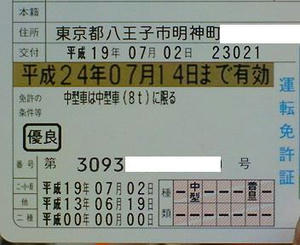 本籍
住所 東京都八王子市明神町
交付 平成19年07月02日 23021
平成24年07月14日まで有効
免許の条件等 中型車は中型車(8t)に限る
優良
番号 第 3093 号
二・小・原 平成19年07月02日
他 平成13年06月19日
二種 平成00年00月00日
種類 中型 普自二
運転免許証